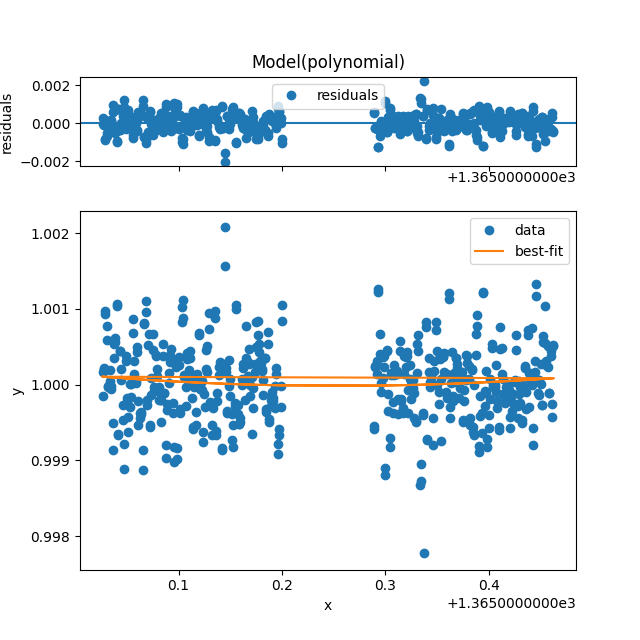 Model(polynomial)
residuals
0.002
0.000
−0.002
residuals
+1.3650000000e3
data
best-fit
y
1.002
1.001
1.000
0.999
0.998
0.1
0.2
0.3
0.4
x
+1.3650000000e3